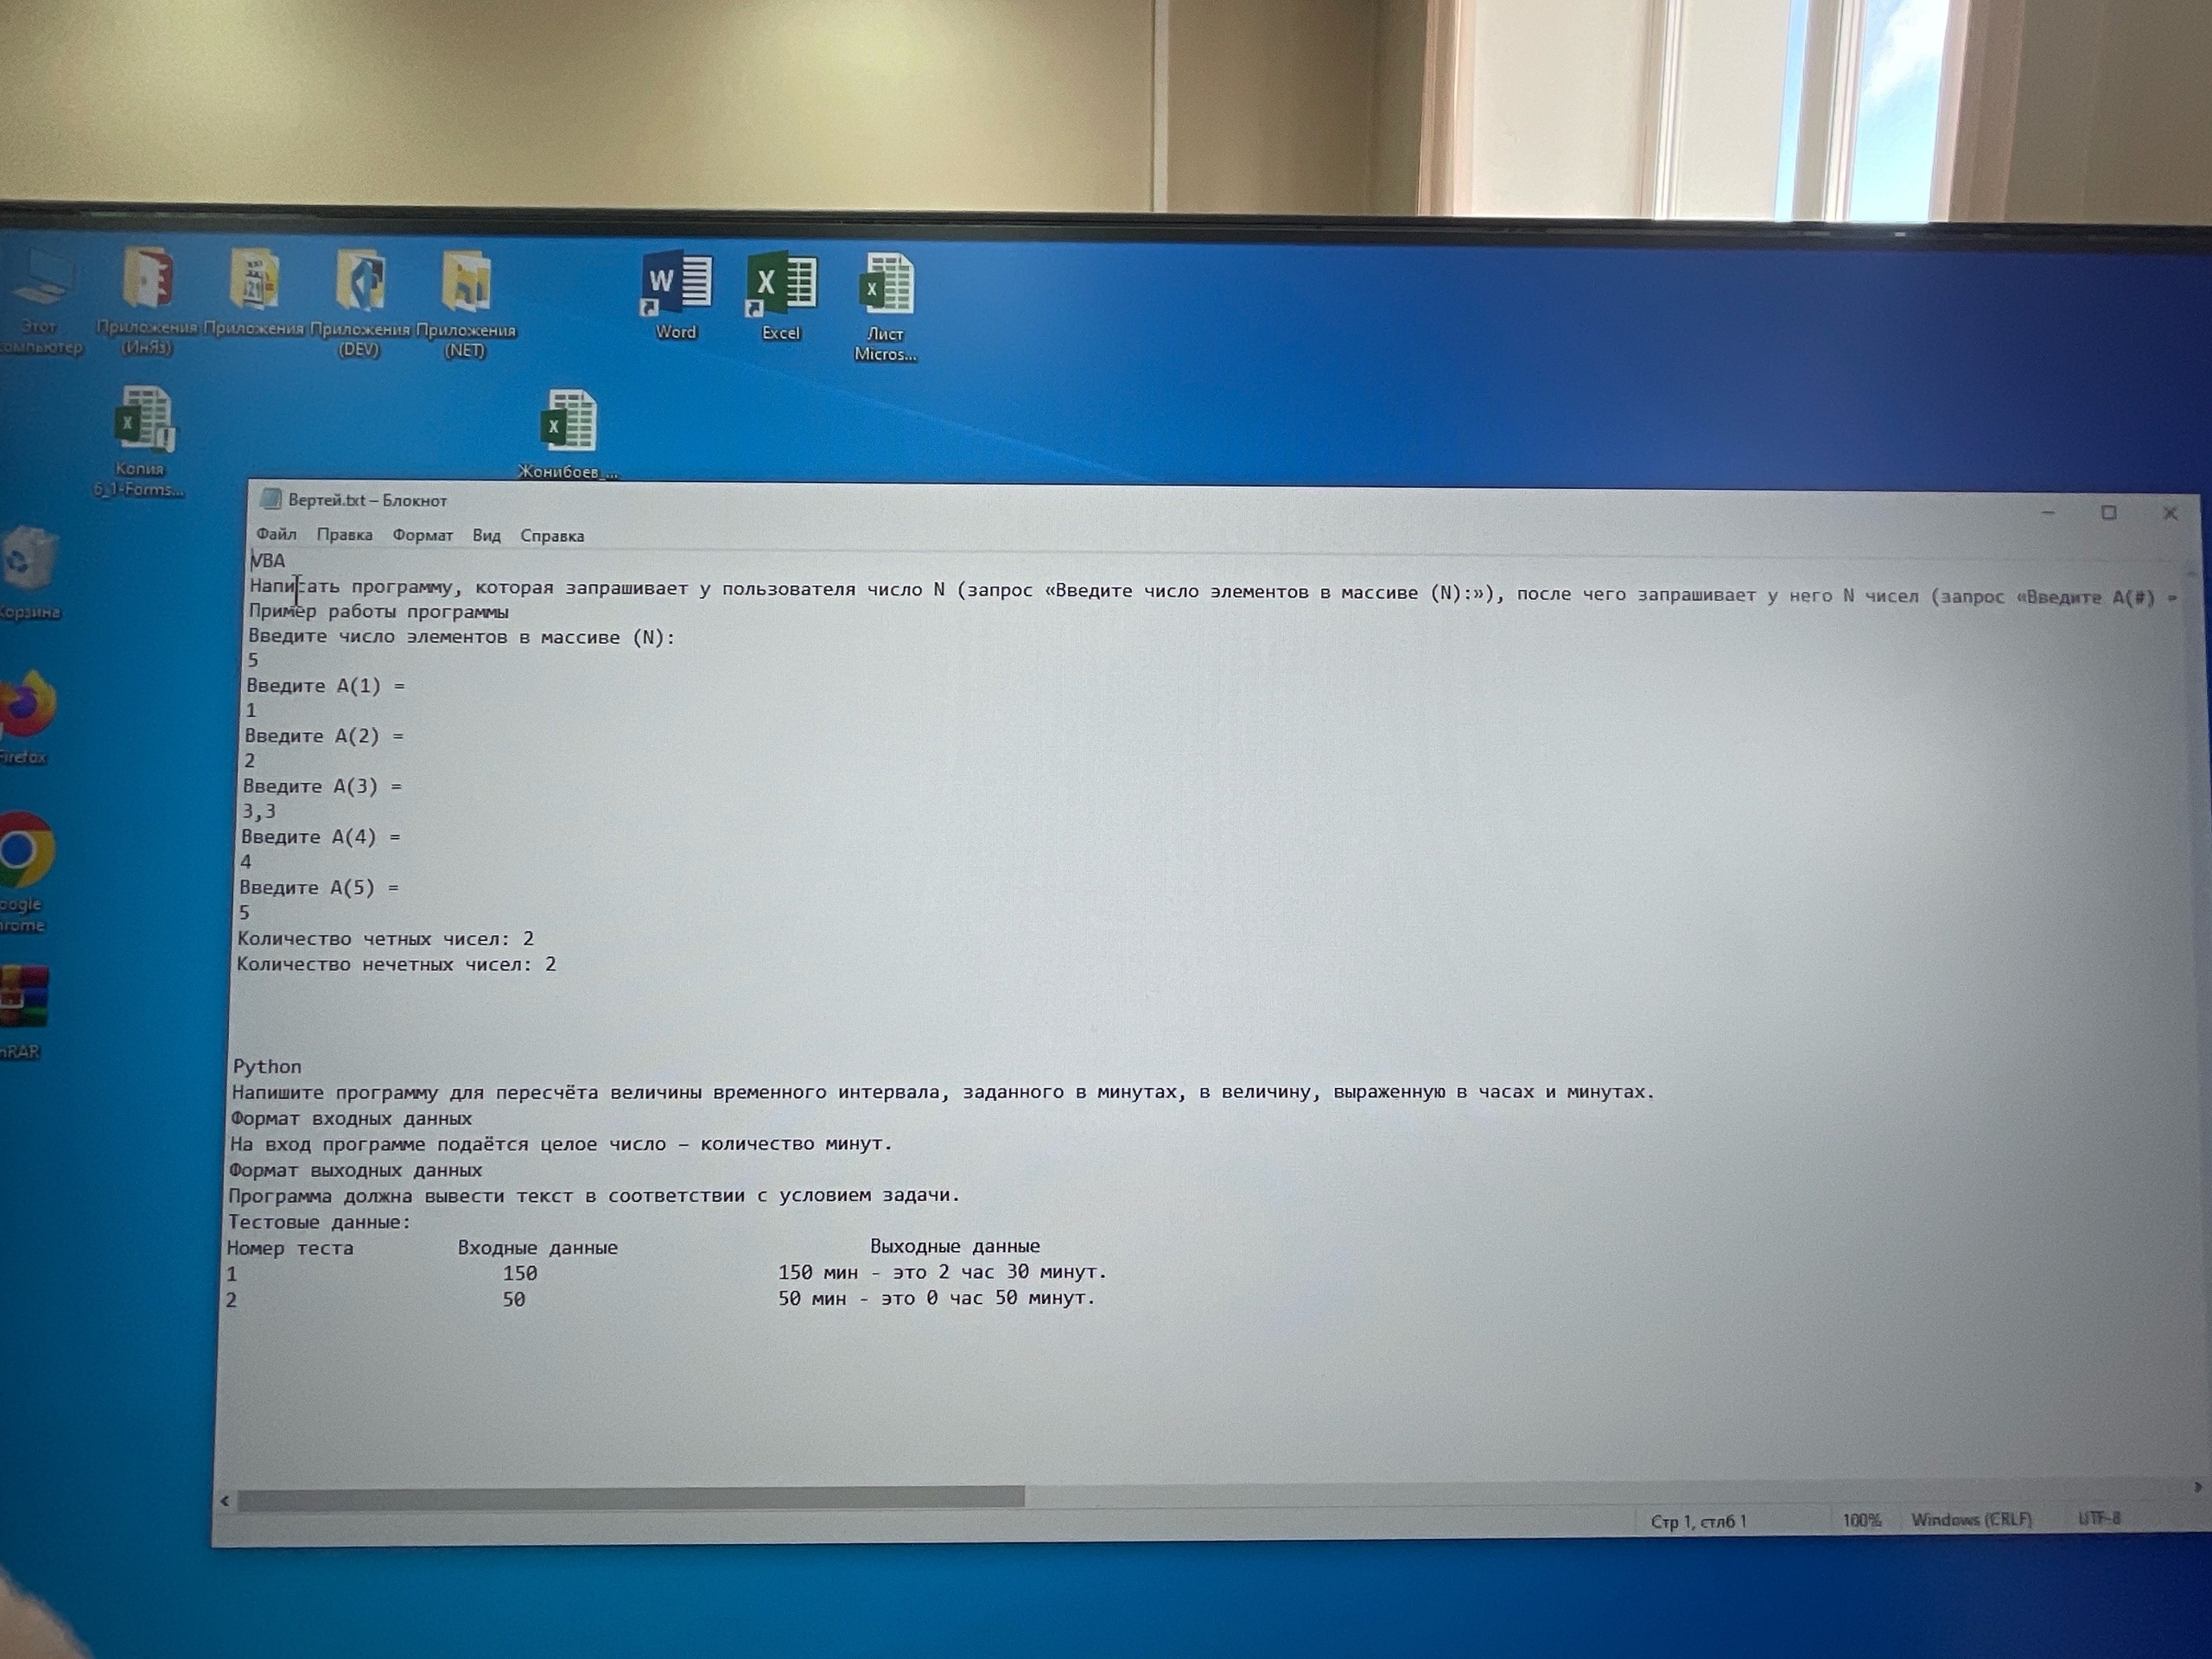 Этот
компьютер
Приложения
(ИнЯз)
Приложения
Приложения
(DEV)
Приложения
(NET)
Word
Excel
Лист
Micros...
Копия
6_1-Forms...
Жонибоев_...
Корзина
Firefox
oogle
hrome
nRAR
Вертей.txt – Блокнот
Файл Правка Формат Вид Справка
VBA
Написать программу, которая запрашивает у пользователя число N (запрос «Введите число элементов в массиве (N):»), после чего запрашивает у него N чисел (запрос «Введите A(#) =
Пример работы программы
Введите число элементов в массиве (N):
5
Введите A(1) =
1
Введите A(2) =
2
Введите A(3) =
3,3
Введите A(4) =
4
Введите A(5) =
5
Количество четных чисел: 2
Количество нечетных чисел: 2
Python
Напишите программу для пересчёта величины временного интервала, заданного в минутах, в величину, выраженную в часах и минутах.
Формат входных данных
На вход программе подаётся целое число – количество минут.
Формат выходных данных
Программа должна вывести текст в соответствии с условием задачи.
Тестовые данные:
Номер теста Входные данные Выходные данные
1 150 150 мин - это 2 час 30 минут.
2 50 50 мин - это 0 час 50 минут.
Стр 1, стлб 1 100% Windows (CRLF) UTF-8